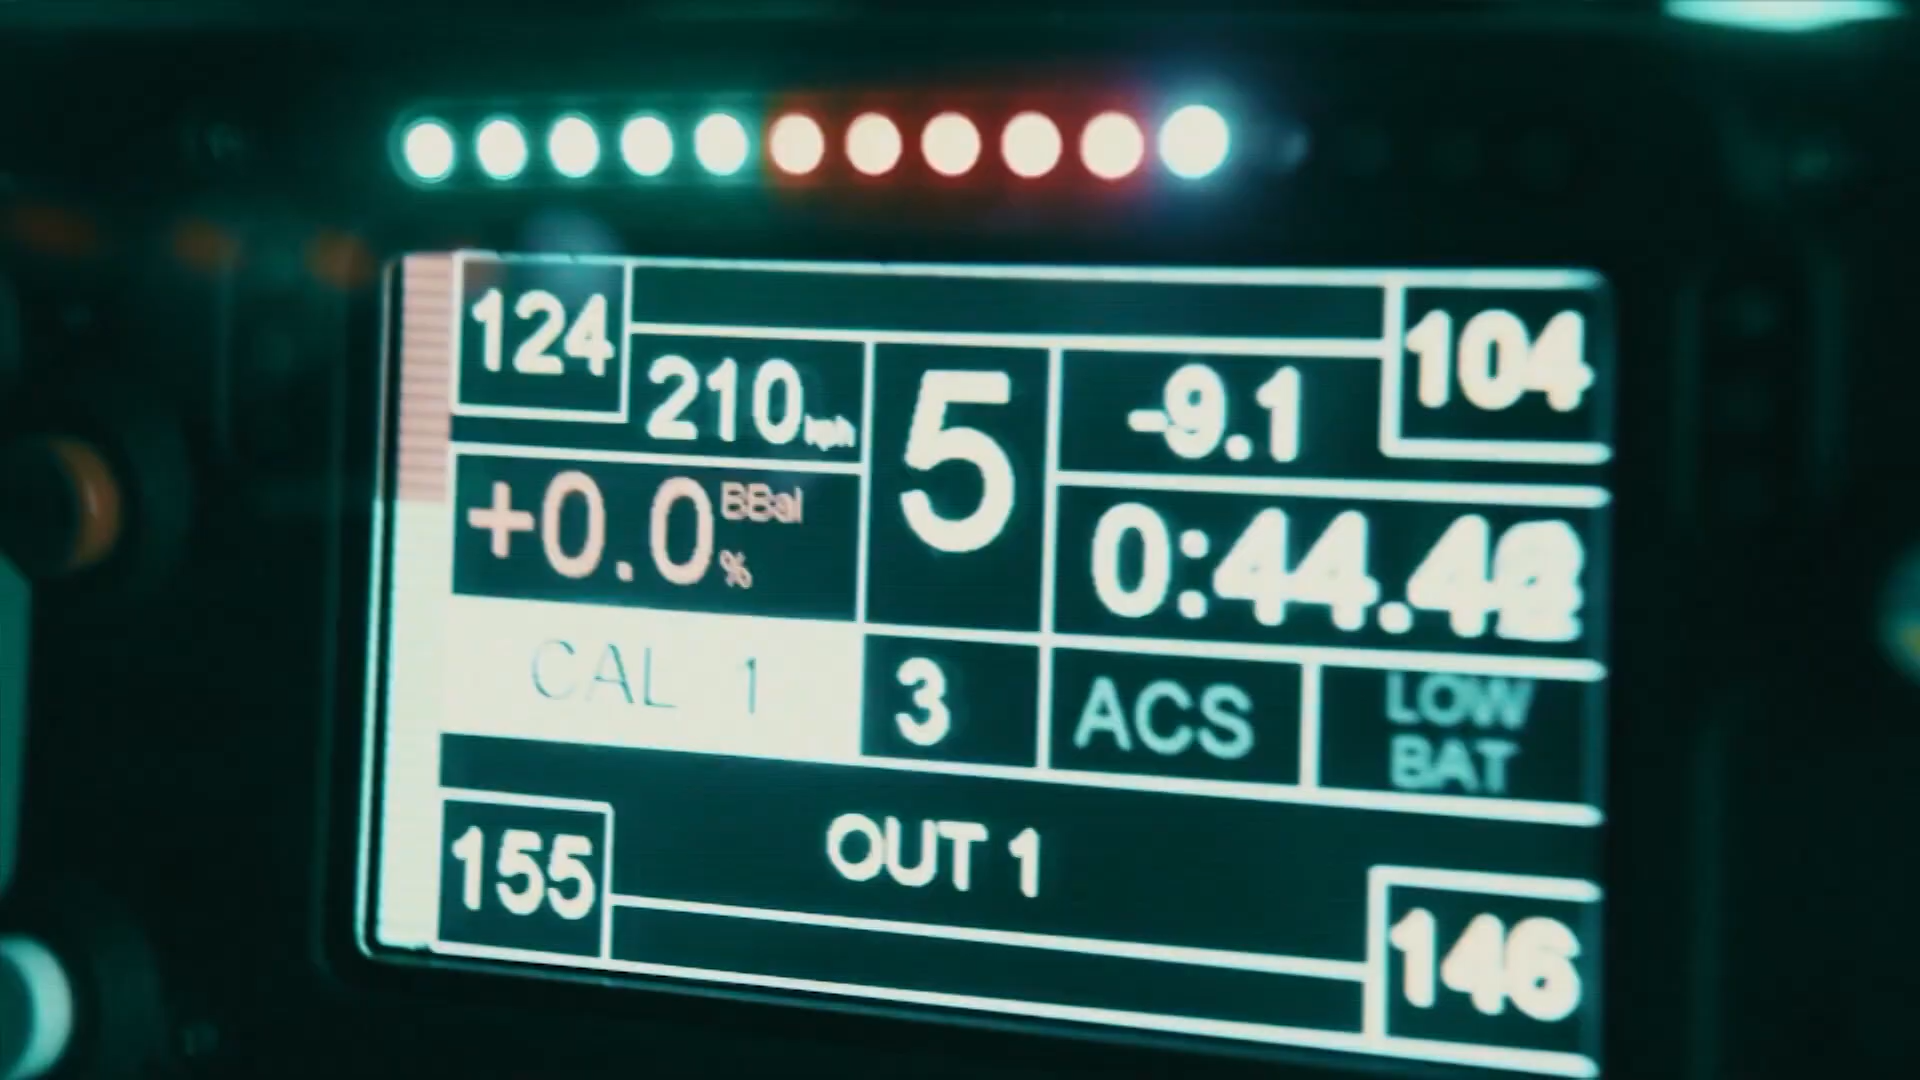 124
104
210 kph
5
-9.1
+0.0 BBal %
0:44.42
CAL 1
3
ACS
LOW
BAT
OUT 1
155
146